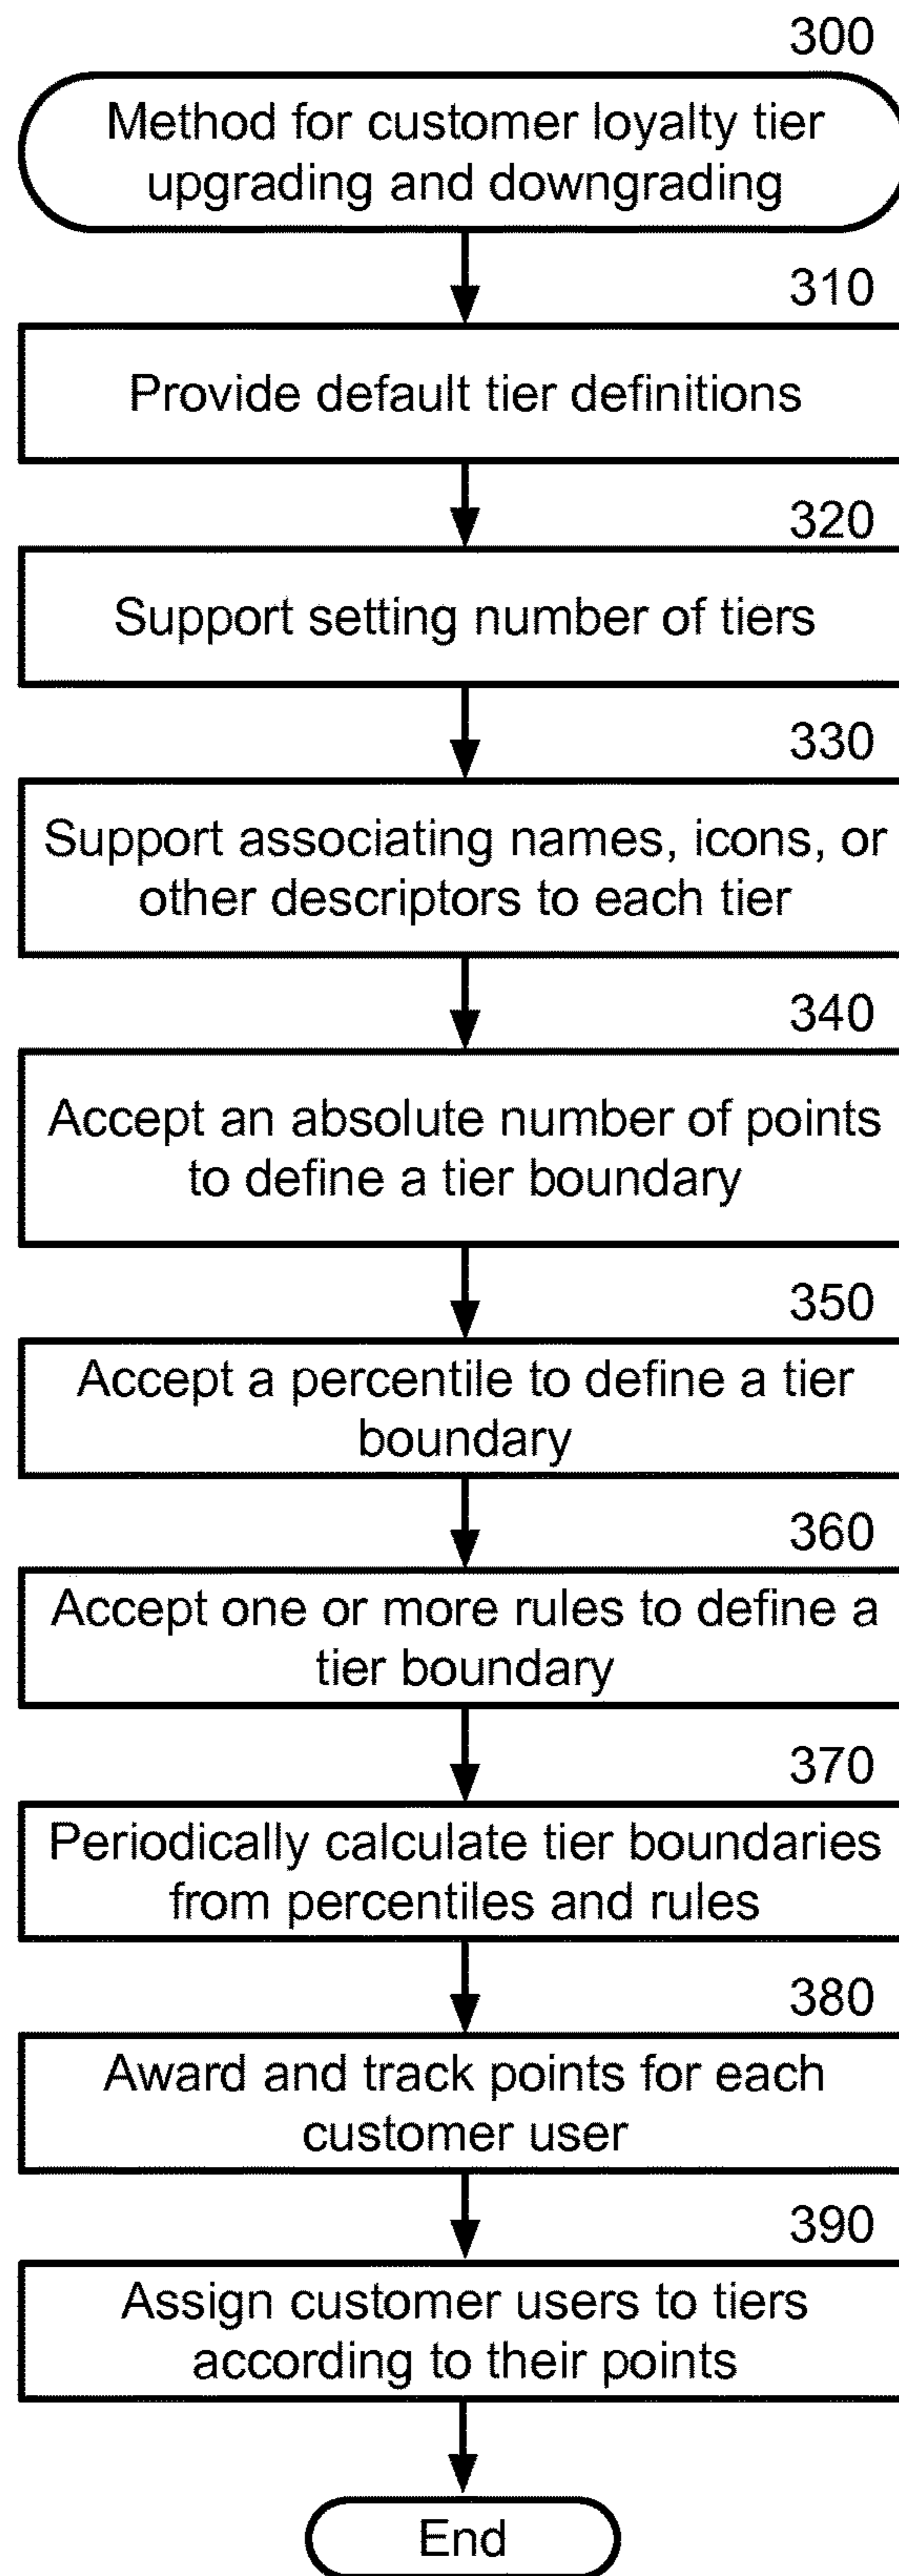 300
Method for customer loyalty tier
upgrading and downgrading
310
Provide default tier definitions
320
Support setting number of tiers
330
Support associating names, icons, or
other descriptors to each tier
340
Accept an absolute number of points
to define a tier boundary
350
Accept a percentile to define a tier
boundary
360
Accept one or more rules to define a
tier boundary
370
Periodically calculate tier boundaries
from percentiles and rules
380
Award and track points for each
customer user
390
Assign customer users to tiers
according to their points
End